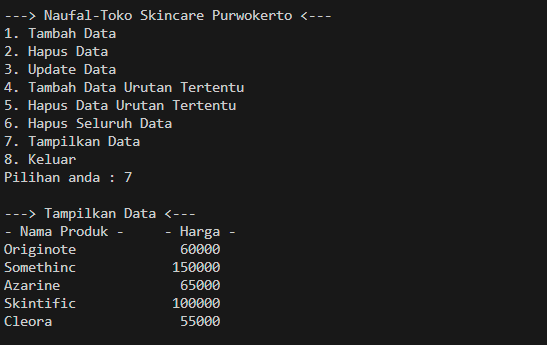 ---> Naufal-Toko Skincare Purwokerto <---
1. Tambah Data
2. Hapus Data
3. Update Data
4. Tambah Data Urutan Tertentu
5. Hapus Data Urutan Tertentu
6. Hapus Seluruh Data
7. Tampilkan Data
8. Keluar
Pilihan anda : 7
---> Tampilkan Data <---
- Nama Produk -     - Harga -
Originote             60000
Somethinc            150000
Azarine               65000
Skintific            100000
Cleora                55000